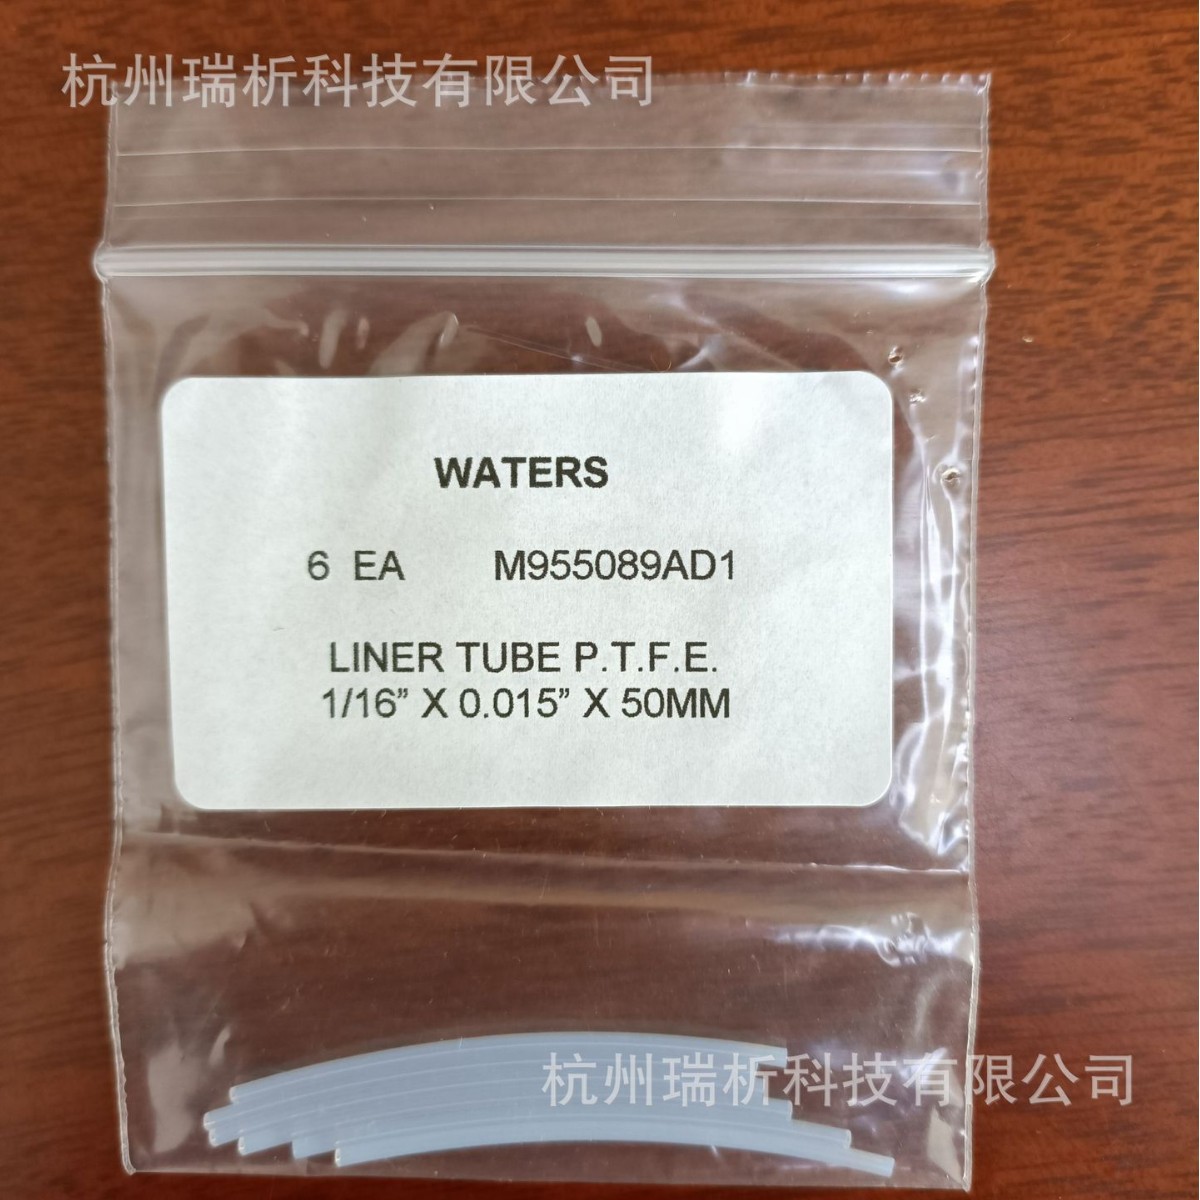 杭州瑞析科技有限公司
WATERS
6 EA M955089AD1
LINER TUBE P.T.F.E.
1/16” X 0.015” X 50MM
杭州瑞析科技有限公司